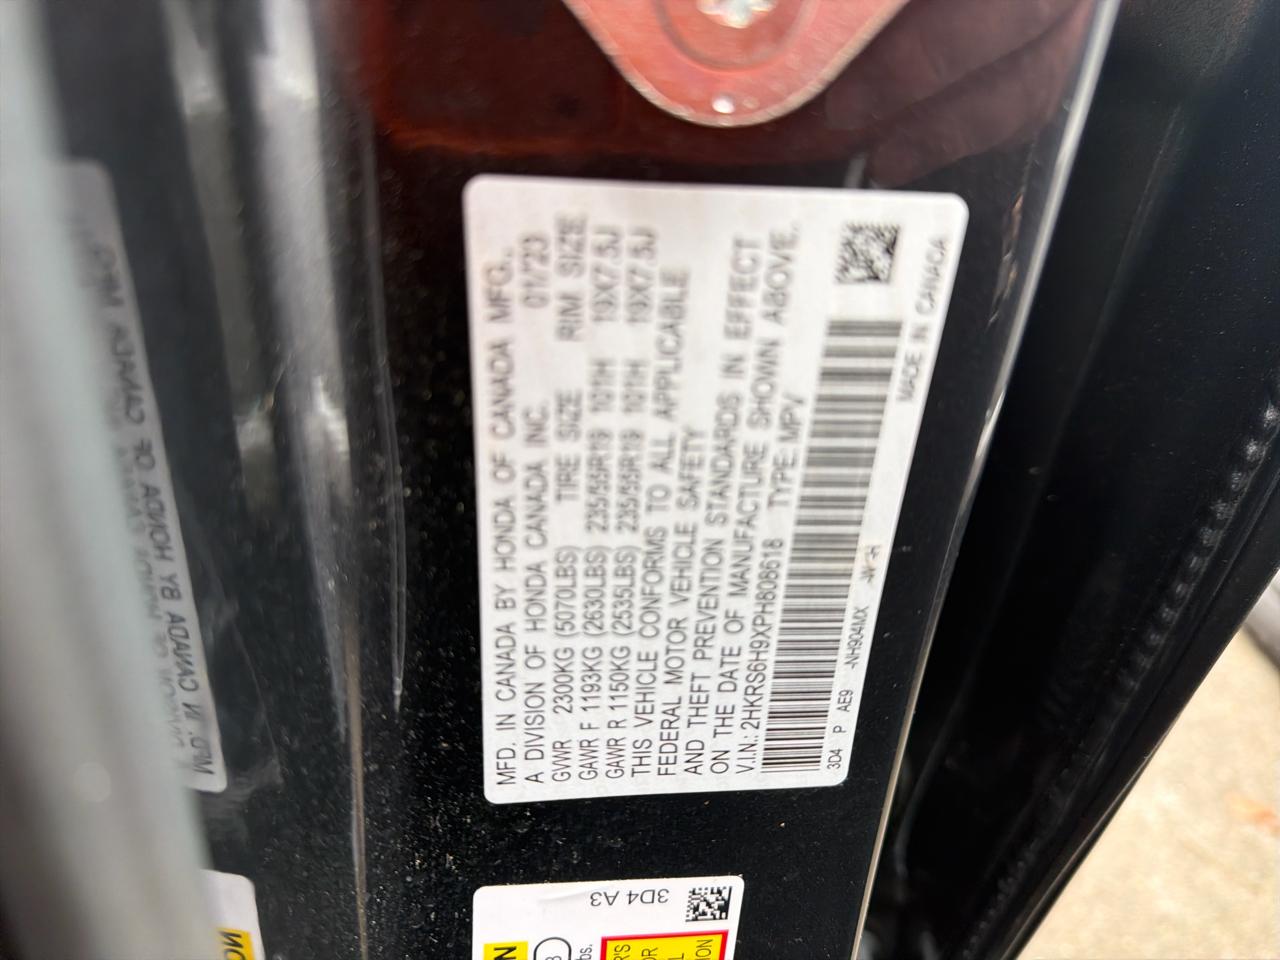 MFD. IN CANADA BY HONDA OF CANADA MFG.,
A DIVISION OF HONDA CANADA INC. 01/'23
GVWR 2300KG (5070LBS) TIRE SIZE RIM SIZE
GAWR F 1193KG (2630LBS) 235/55R19 101H 19X7.5J
GAWR R 1150KG (2535LBS) 235/55R19 101H 19X7.5J
THIS VEHICLE CONFORMS TO ALL APPLICABLE
FEDERAL MOTOR VEHICLE SAFETY
AND THEFT PREVENTION STANDARDS IN EFFECT
ON THE DATE OF MANUFACTURE SHOWN ABOVE.
V.I.N.: 2HKRS6H9XPH808618 TYPE: MPV
3D4 P AE9 -NH904MX
MADE IN CANADA
3D4 A3